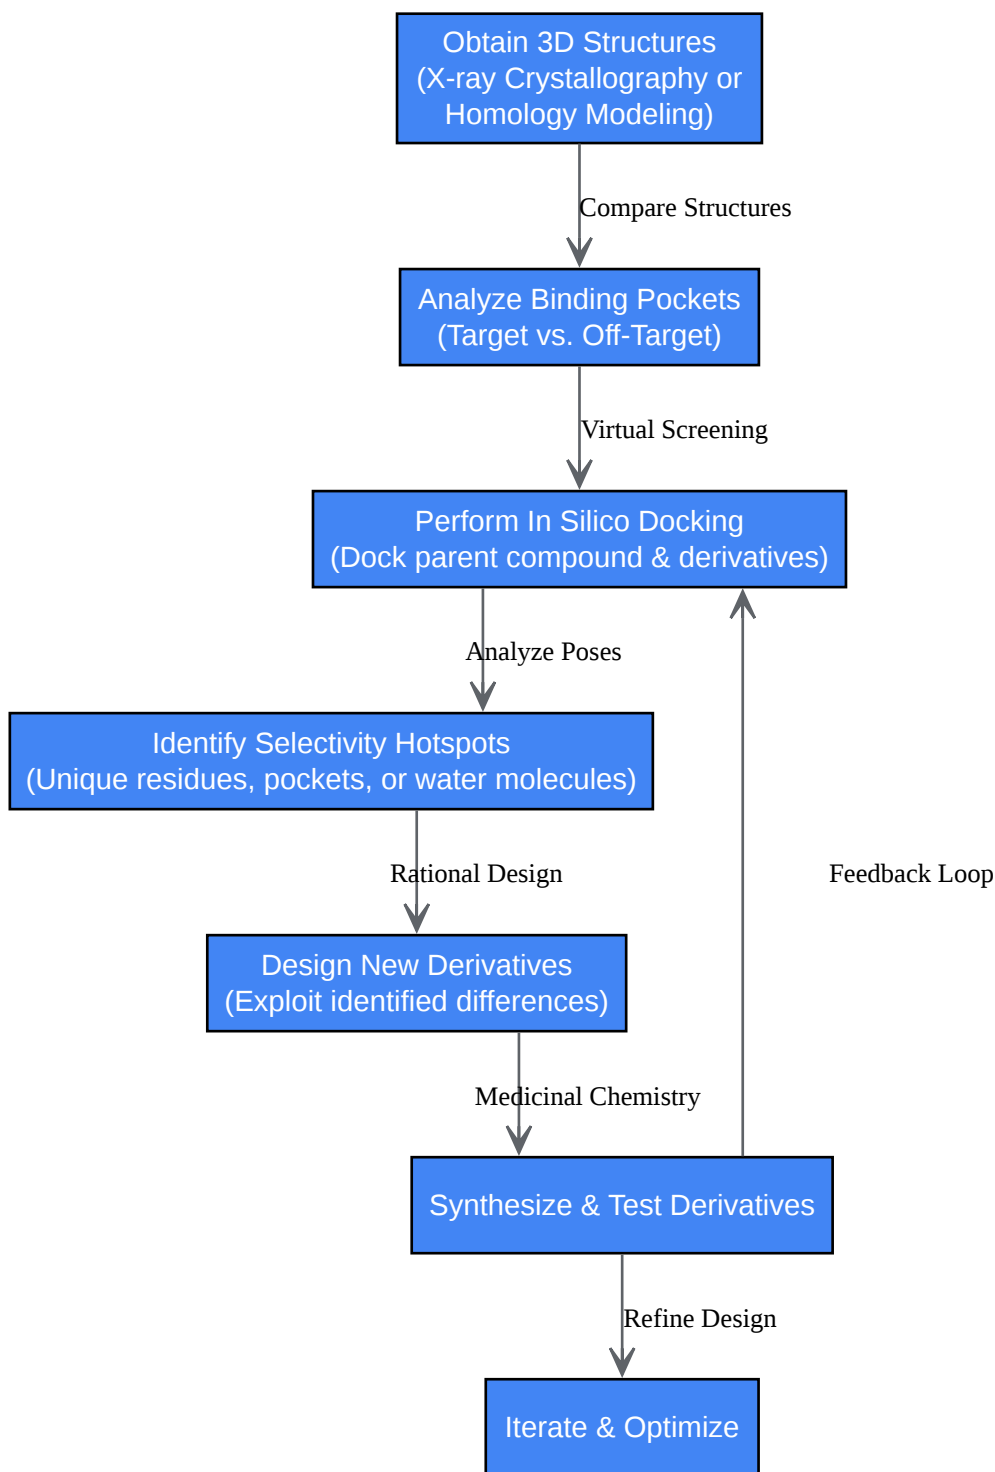 Obtain 3D Structures
(X-ray Crystallography or
Homology Modeling)
Compare Structures
Analyze Binding Pockets
(Target vs. Off-Target)
Virtual Screening
Perform In Silico Docking
(Dock parent compound & derivatives)
Analyze Poses
Identify Selectivity Hotspots
(Unique residues, pockets, or water molecules)
Rational Design
Feedback Loop
Design New Derivatives
(Exploit identified differences)
Medicinal Chemistry
Synthesize & Test Derivatives
Refine Design
Iterate & Optimize